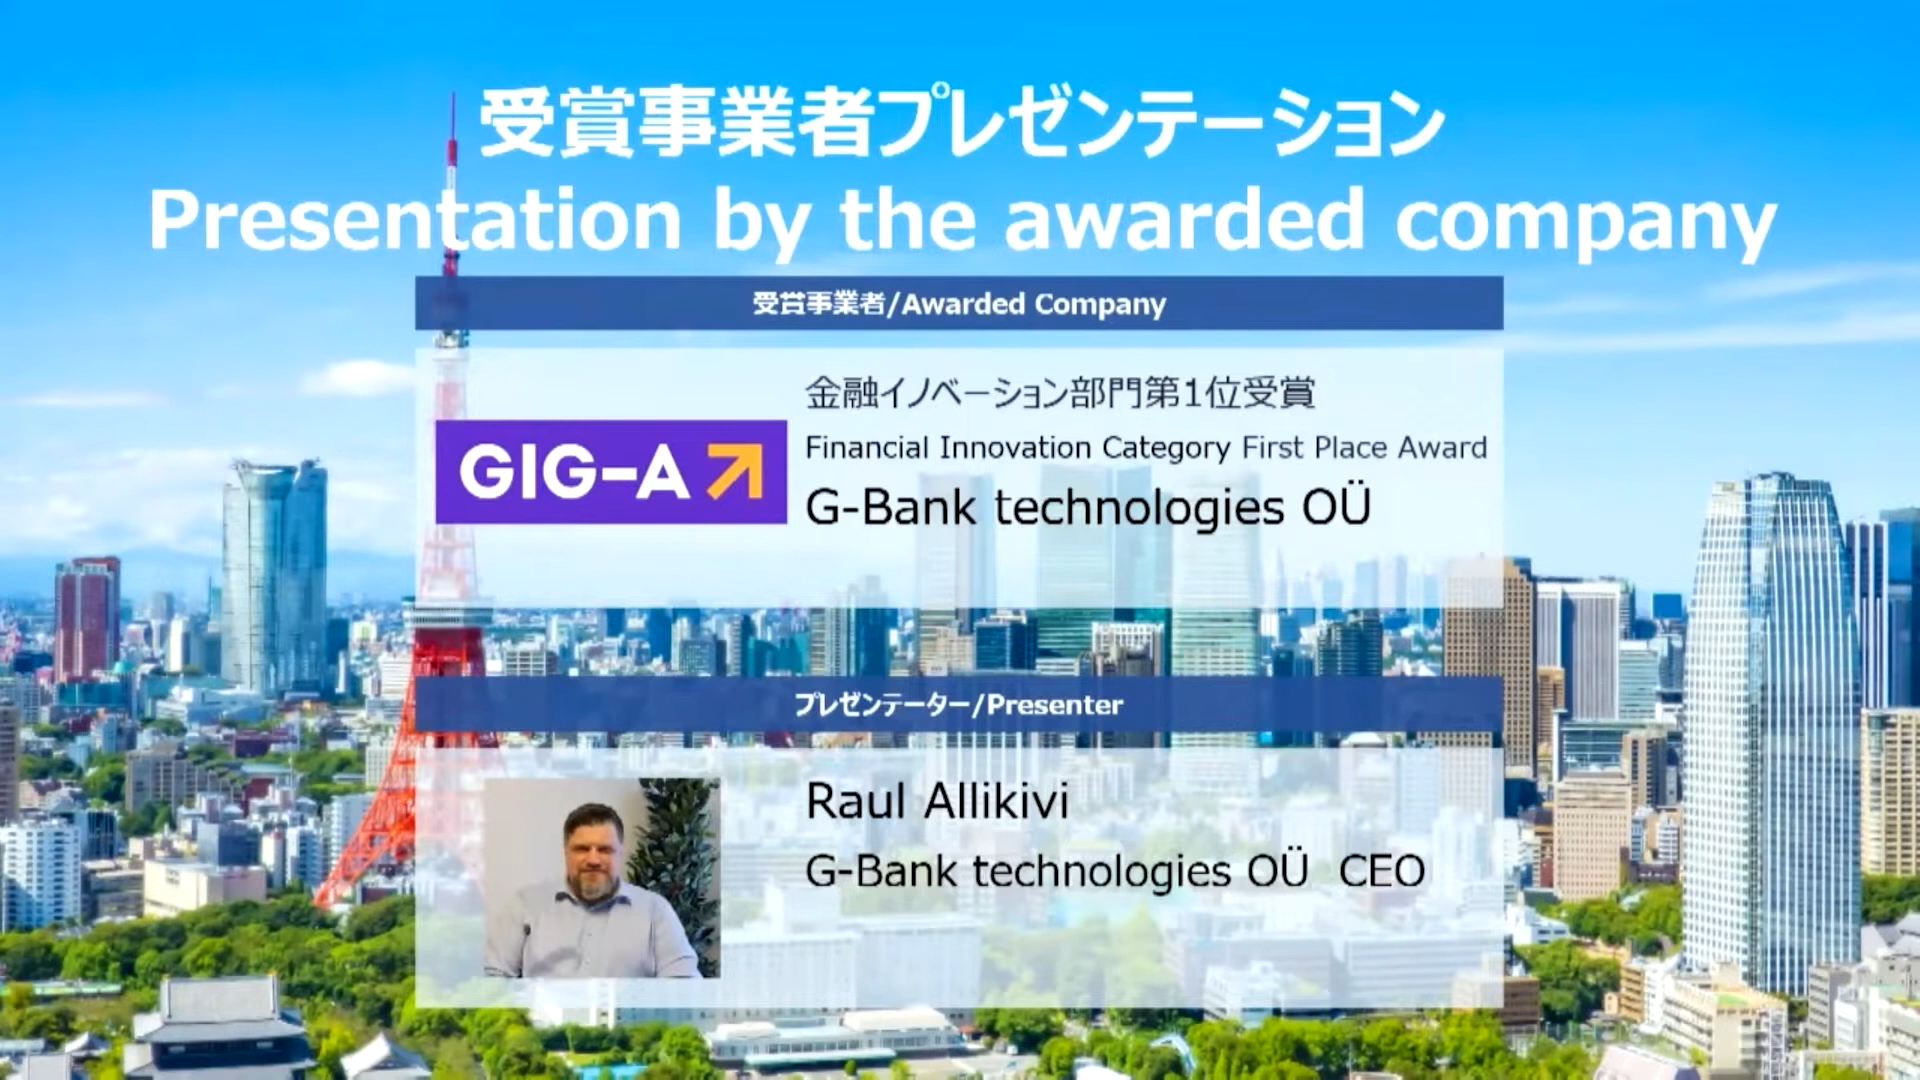 受賞事業者プレゼンテーション
Presentation by the awarded company
受賞事業者/Awarded Company
金融イノベーション部門第1位受賞
Financial Innovation Category First Place Award
GIG-A
G-Bank technologies OÜ
プレゼンテーター/Presenter
Raul Allikivi
G-Bank technologies OÜ CEO